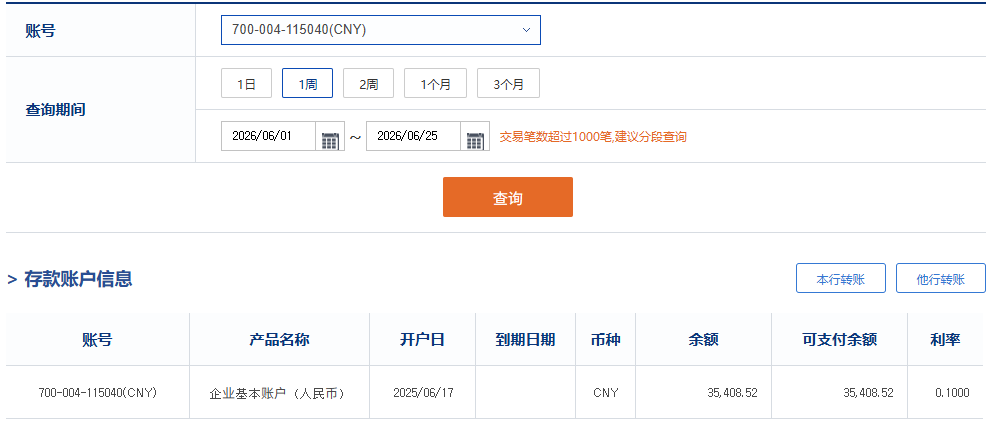 账号
700-004-115040(CNY)
查询期间
1日 1周 2周 1个月 3个月
2026/06/01 ~ 2026/06/25 交易笔数超过1000笔,建议分段查询
查询
> 存款账户信息 本行转账 他行转账
账号 产品名称 开户日 到期日期 币种 余额 可支付余额 利率
700-004-115040(CNY) 企业基本账户（人民币） 2025/06/17 CNY 35,408.52 35,408.52 0.1000